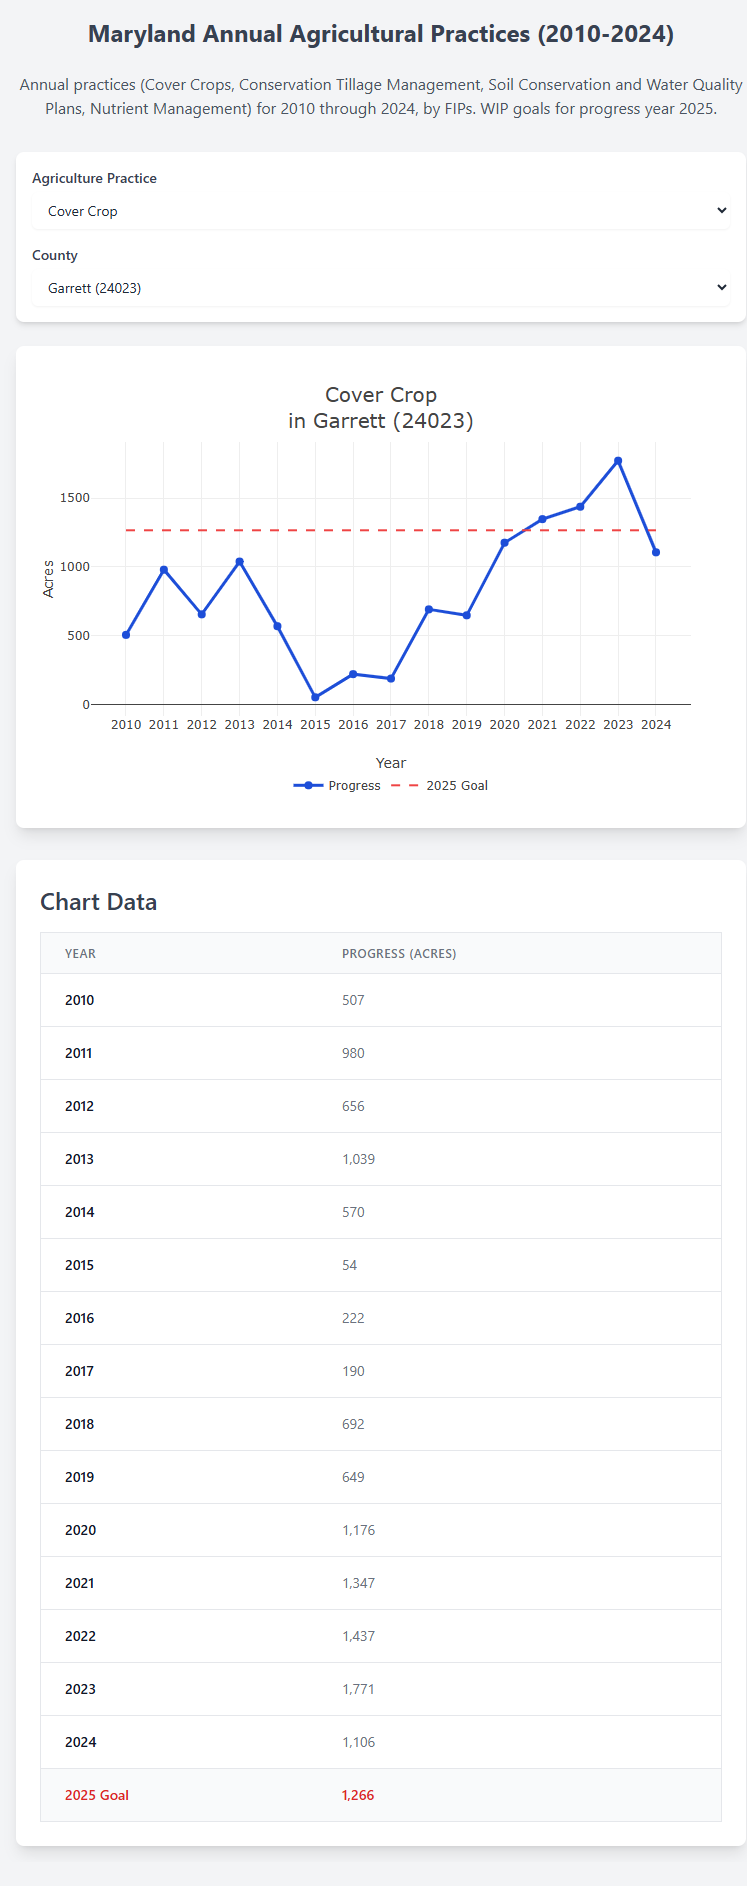 Maryland Annual Agricultural Practices (2010-2024)
Annual practices (Cover Crops, Conservation Tillage Management, Soil Conservation and Water Quality
Plans, Nutrient Management) for 2010 through 2024, by FIPs. WIP goals for progress year 2025.
Agriculture Practice
Cover Crop
County
Garrett (24023)
Cover Crop
in Garrett (24023)
1500
1000
500
0
Acres
2010 2011 2012 2013 2014 2015 2016 2017 2018 2019 2020 2021 2022 2023 2024
Year
Progress 2025 Goal
Chart Data
YEAR PROGRESS (ACRES)
2010 507
2011 980
2012 656
2013 1,039
2014 570
2015 54
2016 222
2017 190
2018 692
2019 649
2020 1,176
2021 1,347
2022 1,437
2023 1,771
2024 1,106
2025 Goal 1,266